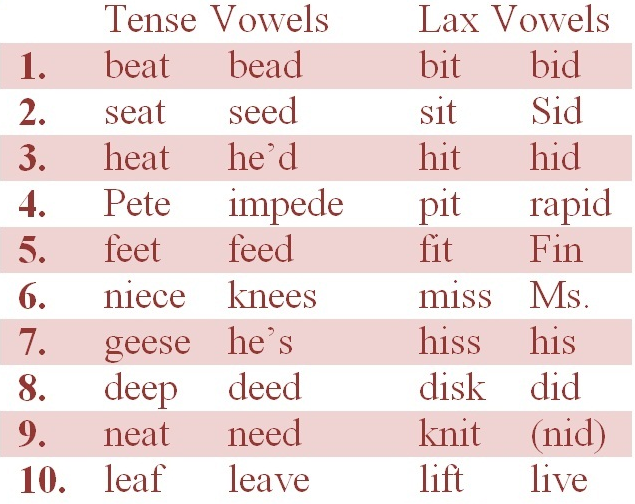 Tense Vowels Lax Vowels
1. beat bead bit bid
2. seat seed sit Sid
3. heat he’d hit hid
4. Pete impede pit rapid
5. feet feed fit Fin
6. niece knees miss Ms.
7. geese he’s hiss his
8. deep deed disk did
9. neat need knit (nid)
10. leaf leave lift live